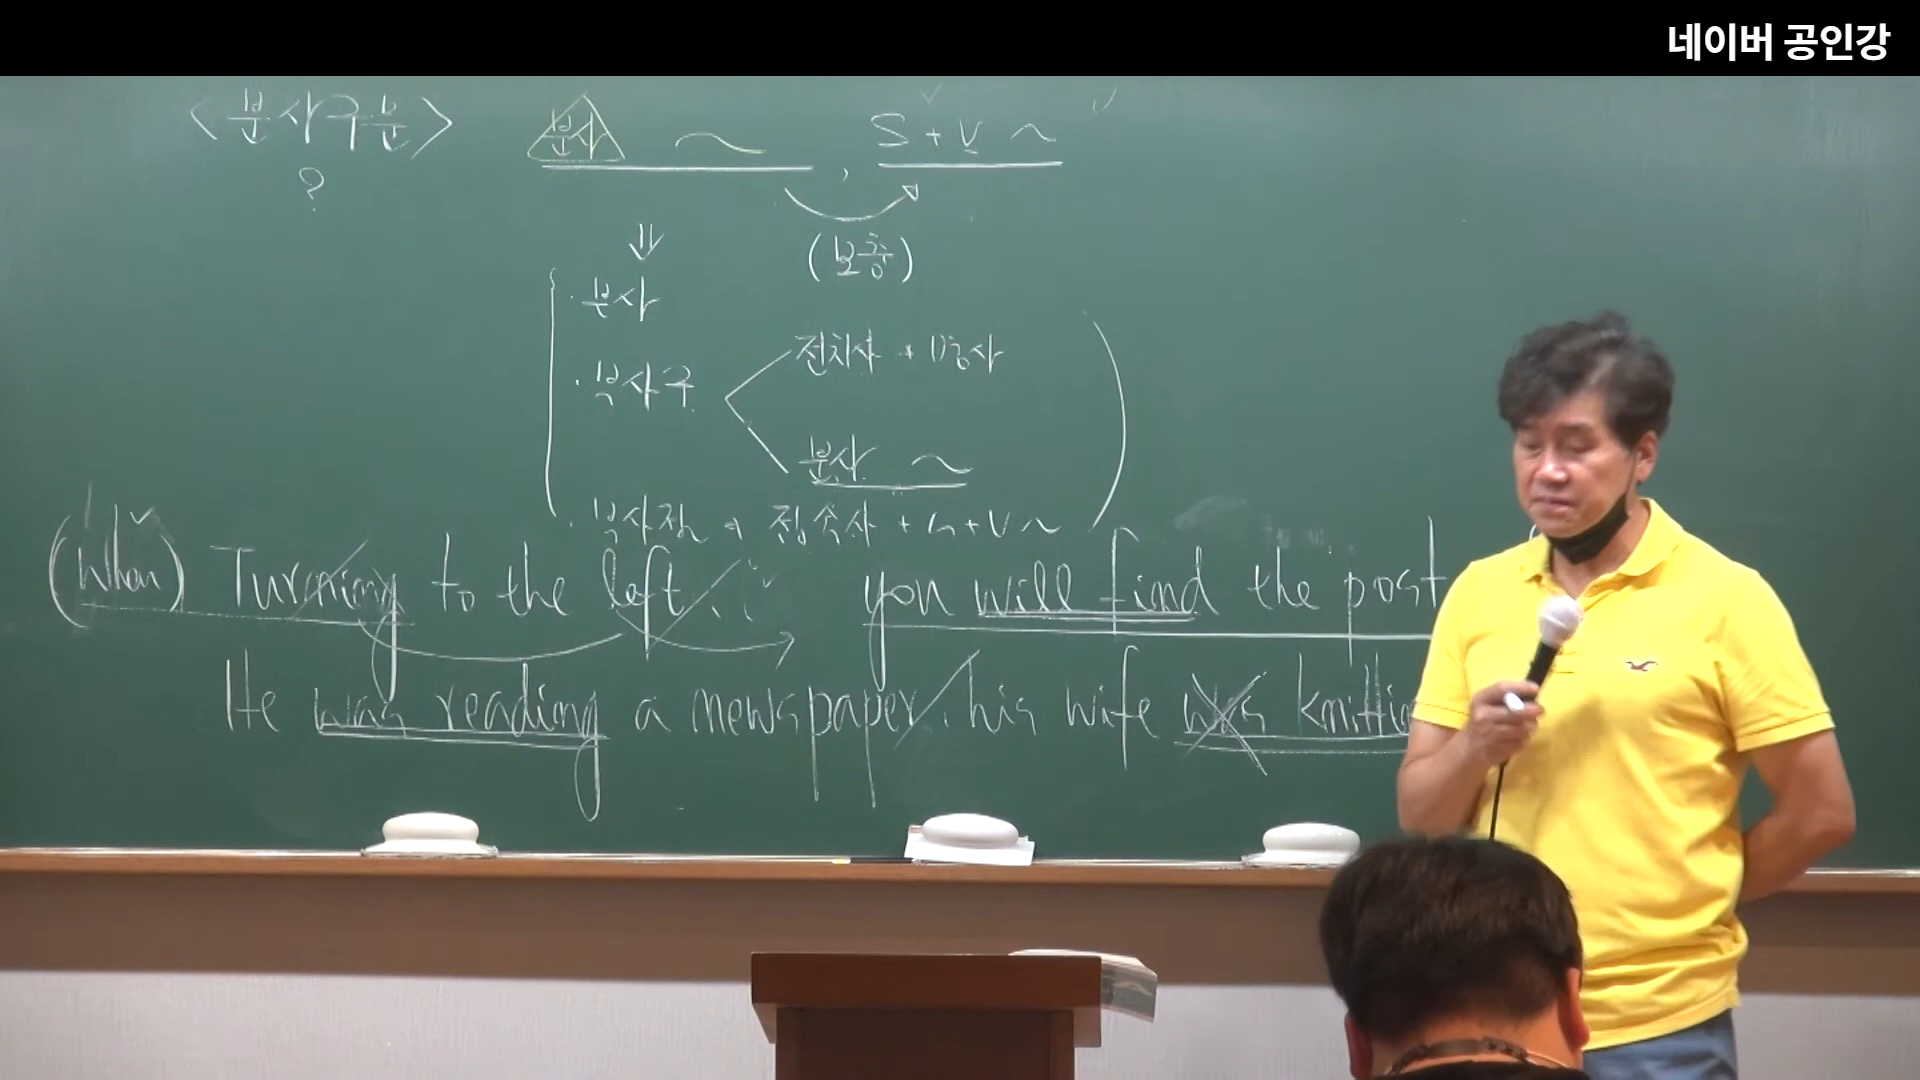 네이버 공인강
<분사구문> 분사 ~ , S + V ~
?
(보충)
부사
부사구 전치사 + 명사
분사 ~
부사절 → 접속사 + S + V ~
(When) Turning to the left, you will find the post
He was reading a newspaper, his wife was knitting